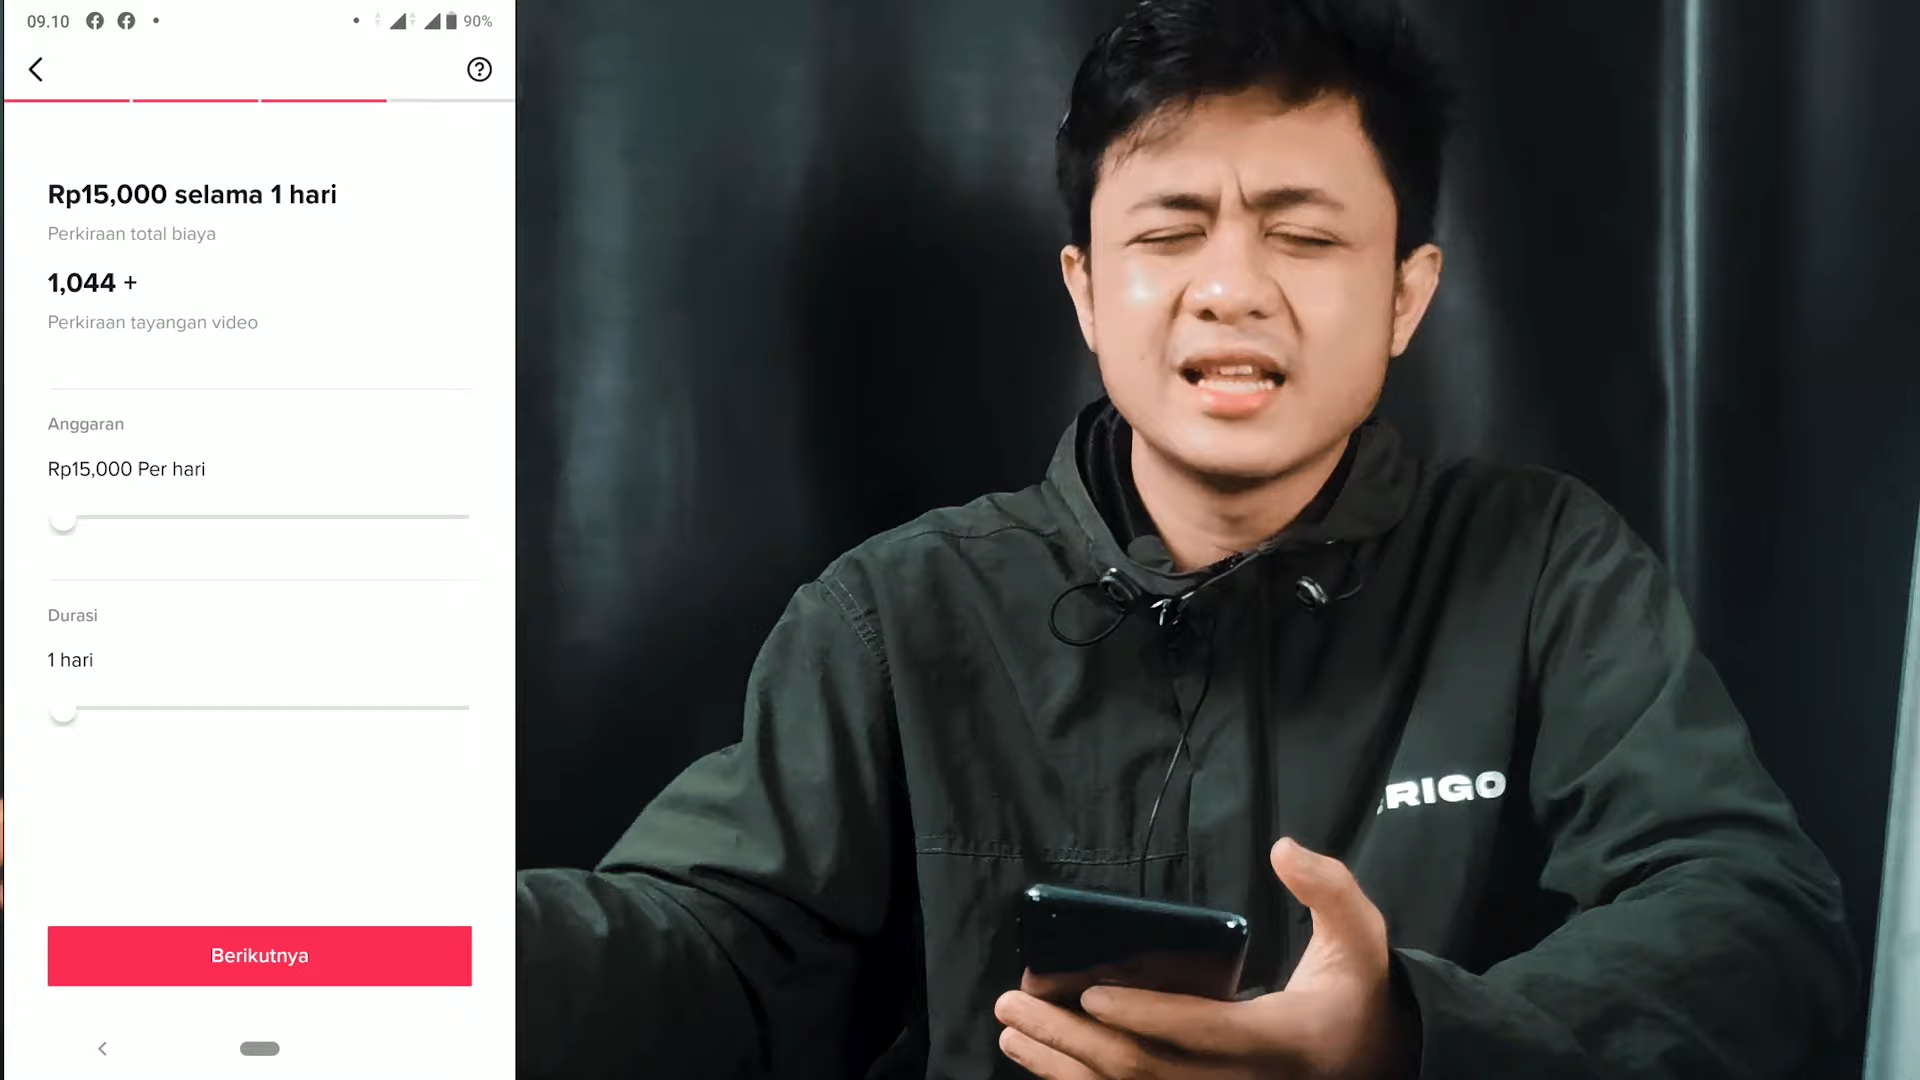 09.10
90%
Rp15,000 selama 1 hari
Perkiraan total biaya
1,044 +
Perkiraan tayangan video
Anggaran
Rp15,000 Per hari
Durasi
1 hari
Berikutnya
RIGO